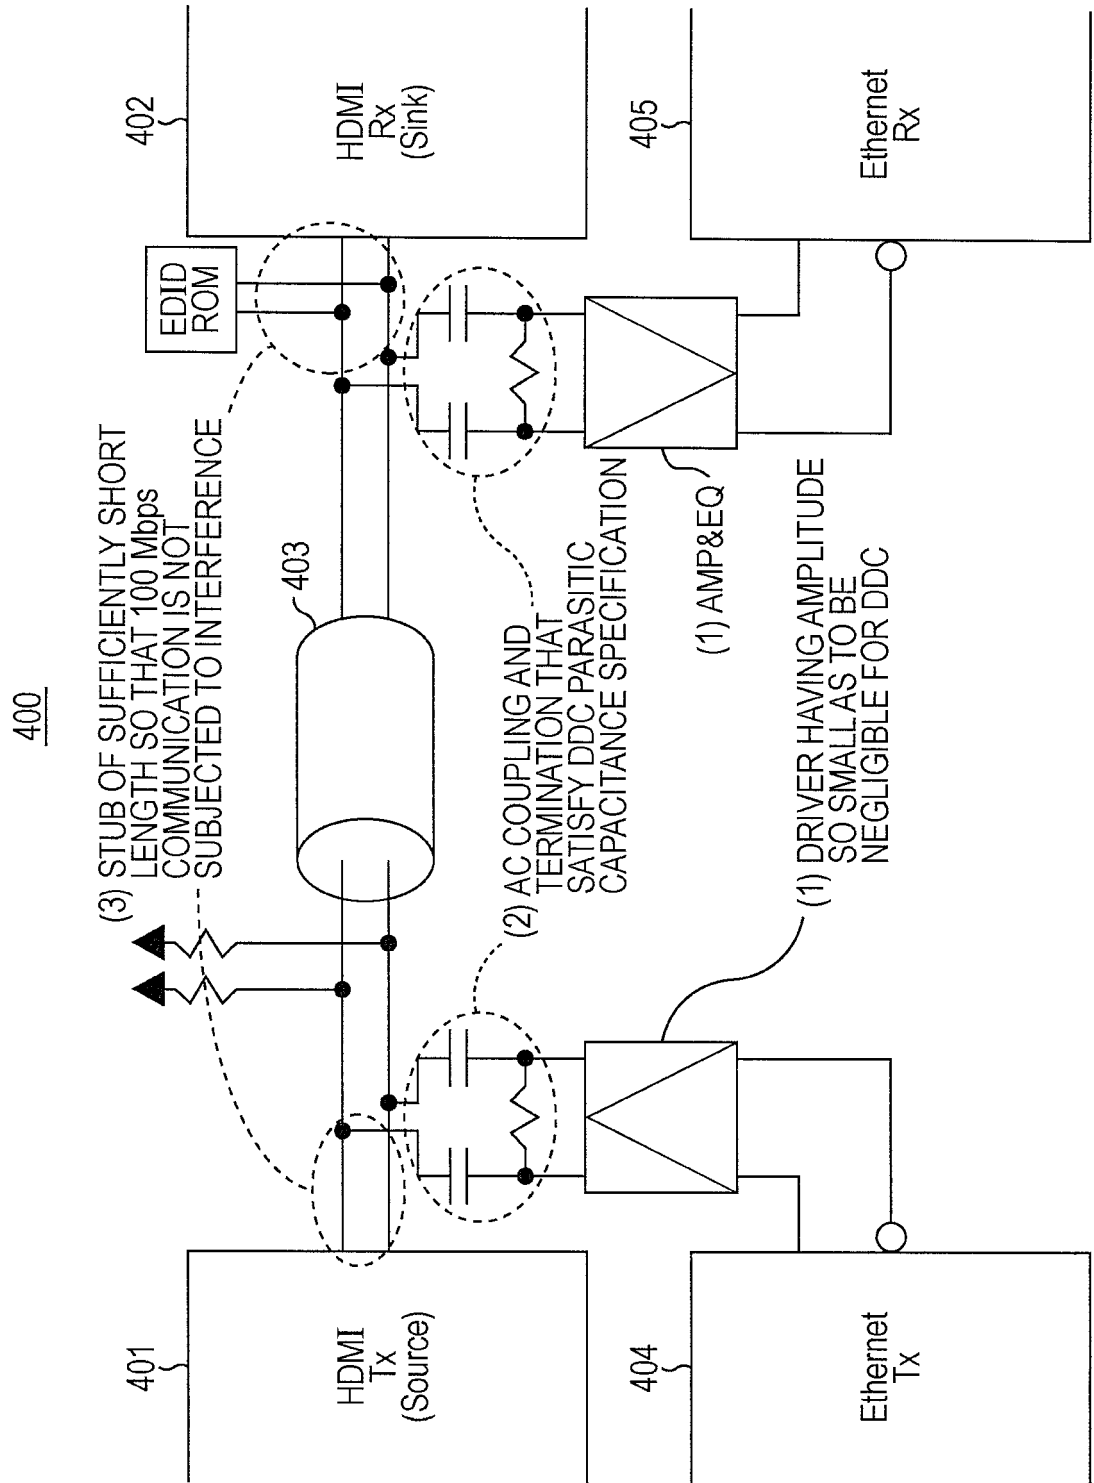 400
(3) STUB OF SUFFICIENTLY SHORT
LENGTH SO THAT 100 Mbps
COMMUNICATION IS NOT
SUBJECTED TO INTERFERENCE
EDID
ROM
401
HDMI
Tx
(Source)
403
402
HDMI
Rx
(Sink)
(2) AC COUPLING AND
TERMINATION THAT
SATISFY DDC PARASITIC
CAPACITANCE SPECIFICATION
(1) AMP&EQ
(1) DRIVER HAVING AMPLITUDE
SO SMALL AS TO BE
NEGLIGIBLE FOR DDC
404
Ethernet
Tx
405
Ethernet
Rx